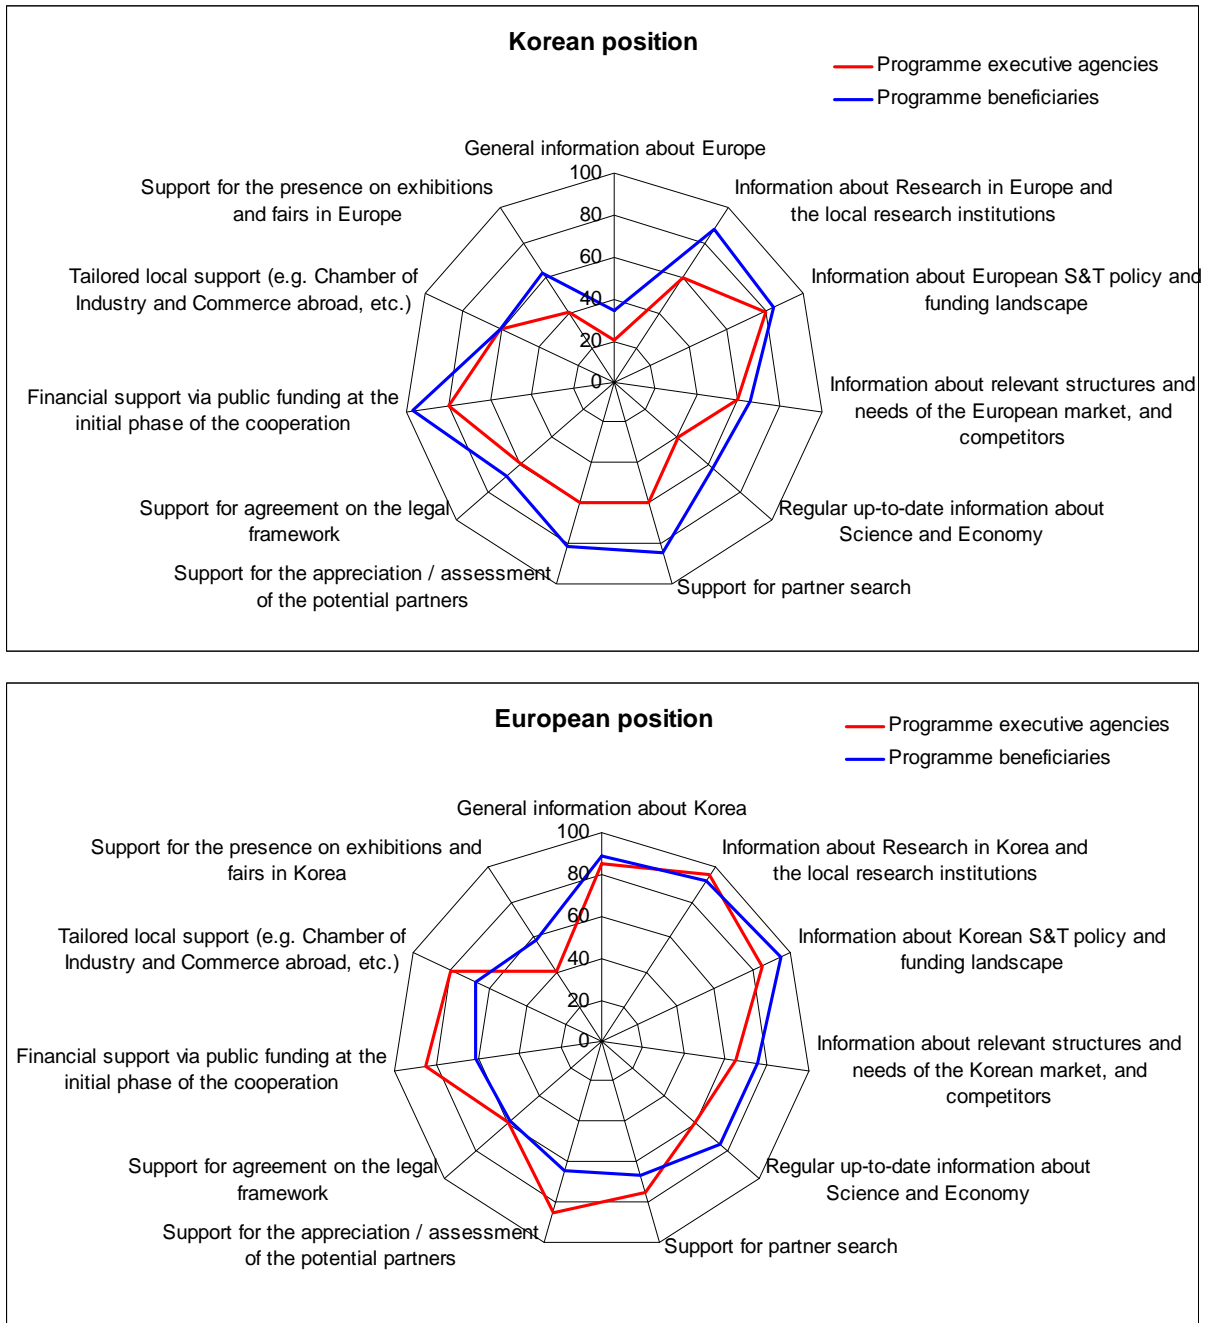 Korean position
Programme executive agencies
Programme beneficiaries
General information about Europe
Information about Research in Europe and
the local research institutions
Information about European S&T policy and
funding landscape
Information about relevant structures and
needs of the European market, and
competitors
Regular up-to-date information about
Science and Economy
Support for partner search
Support for the appreciation / assessment
of the potential partners
Support for agreement on the legal
framework
Financial support via public funding at the
initial phase of the cooperation
Tailored local support (e.g. Chamber of
Industry and Commerce abroad, etc.)
Support for the presence on exhibitions
and fairs in Europe
100
80
60
40
20
0
European position
Programme executive agencies
Programme beneficiaries
General information about Korea
Information about Research in Korea and
the local research institutions
Information about Korean S&T policy and
funding landscape
Information about relevant structures and
needs of the Korean market, and
competitors
Regular up-to-date information about
Science and Economy
Support for partner search
Support for the appreciation / assessment
of the potential partners
Support for agreement on the legal
framework
Financial support via public funding at the
initial phase of the cooperation
Tailored local support (e.g. Chamber of
Industry and Commerce abroad, etc.)
Support for the presence on exhibitions and
fairs in Korea
100
80
60
40
20
0